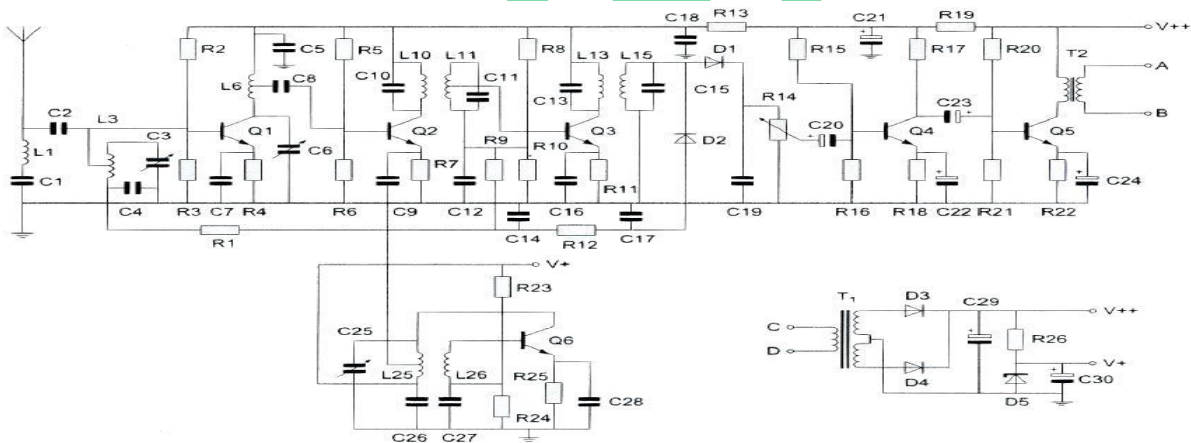 C18 R13 C21 R19
V++
R2 C5 R5 L10 L11 R8 L13 L15 D1 R15 R17 R20 T2
C8 C10 C11 A
L6 C13 C15 R14 C23
C2 B
L3 C3 Q1 Q2 R9 Q3 D2 C20 Q4 Q5
L1 C6 R7 R10
C1 R11 C24
C4 R3 C7 R4 R6 C9 C12 C16 C19 R16 R18 C22 R21 R22
R1 C14 R12 C17
V+
R23 T1 D3 C29
V++
C25 Q6 C R26
D V+
L25 L26 R25 D4 C30
C28 D5
R24
C26 C27